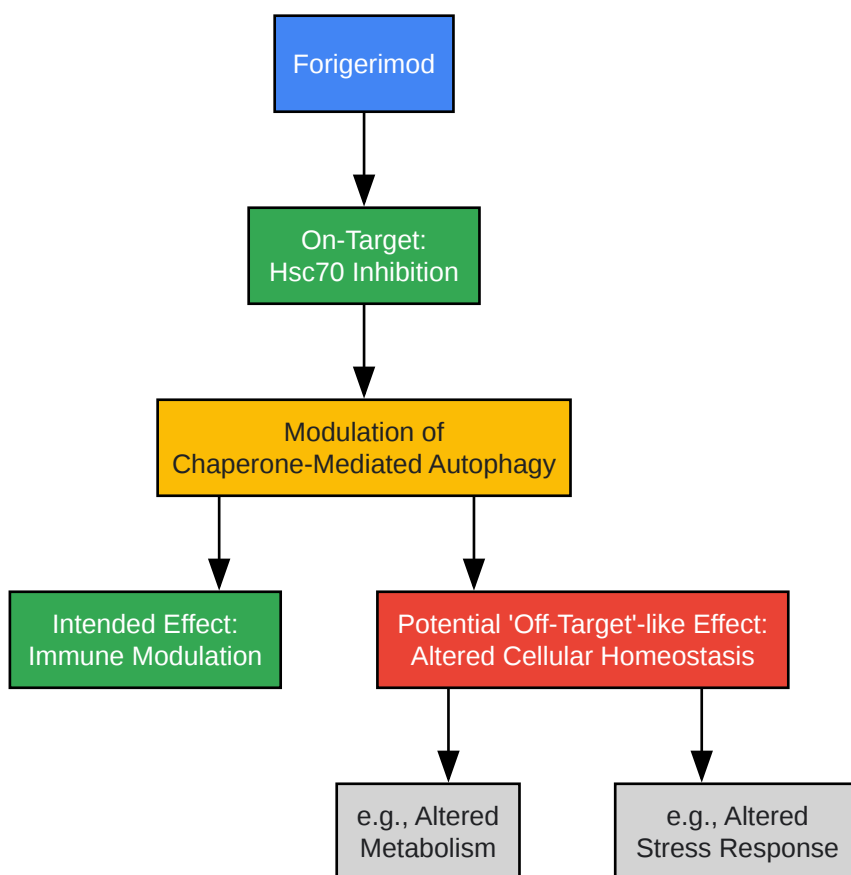 Forigerimod
On-Target:
Hsc70 Inhibition
Modulation of
Chaperone-Mediated Autophagy
Intended Effect:
Immune Modulation
Potential 'Off-Target'-like Effect:
Altered Cellular Homeostasis
e.g., Altered
Metabolism
e.g., Altered
Stress Response